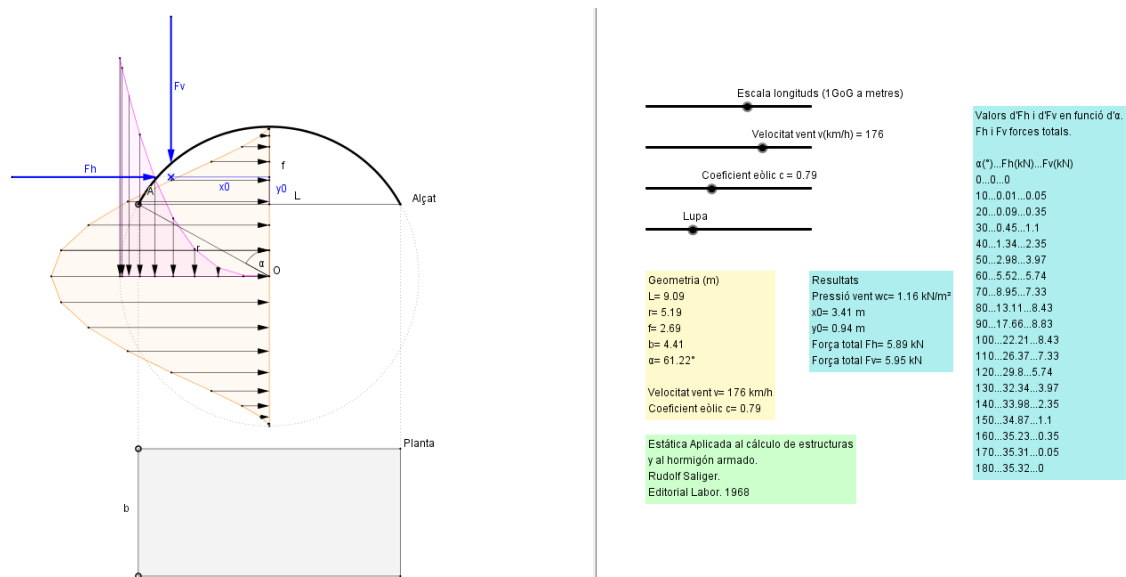 Fv
Fh
f
A
x0
y0
L
Alçat
r
α
O
Planta
b
Escala longituds (1GoG a metres)
Velocitat vent v(km/h) = 176
Coeficient eòlic c = 0.79
Lupa
Geometria (m)
L= 9.09
r= 5.19
f= 2.69
b= 4.41
α= 61.22°
Velocitat vent v= 176 km/h
Coeficient eòlic c= 0.79
Resultats
Pressió vent wc= 1.16 kN/m²
x0= 3.41 m
y0= 0.94 m
Força total Fh= 5.89 kN
Força total Fv= 5.95 kN
Estática Aplicada al cálculo de estructuras
y al hormigón armado.
Rudolf Saliger.
Editorial Labor. 1968
Valors d'Fh i d'Fv en funció d'α.
Fh i Fv forces totals.
α(°)...Fh(kN)...Fv(kN)
0...0...0
10...0.01...0.05
20...0.09...0.35
30...0.45...1.1
40...1.34...2.35
50...2.98...3.97
60...5.52...5.74
70...8.95...7.33
80...13.11...8.43
90...17.66...8.83
100...22.21...8.43
110...26.37...7.33
120...29.8...5.74
130...32.34...3.97
140...33.98...2.35
150...34.87...1.1
160...35.23...0.35
170...35.31...0.05
180...35.32...0